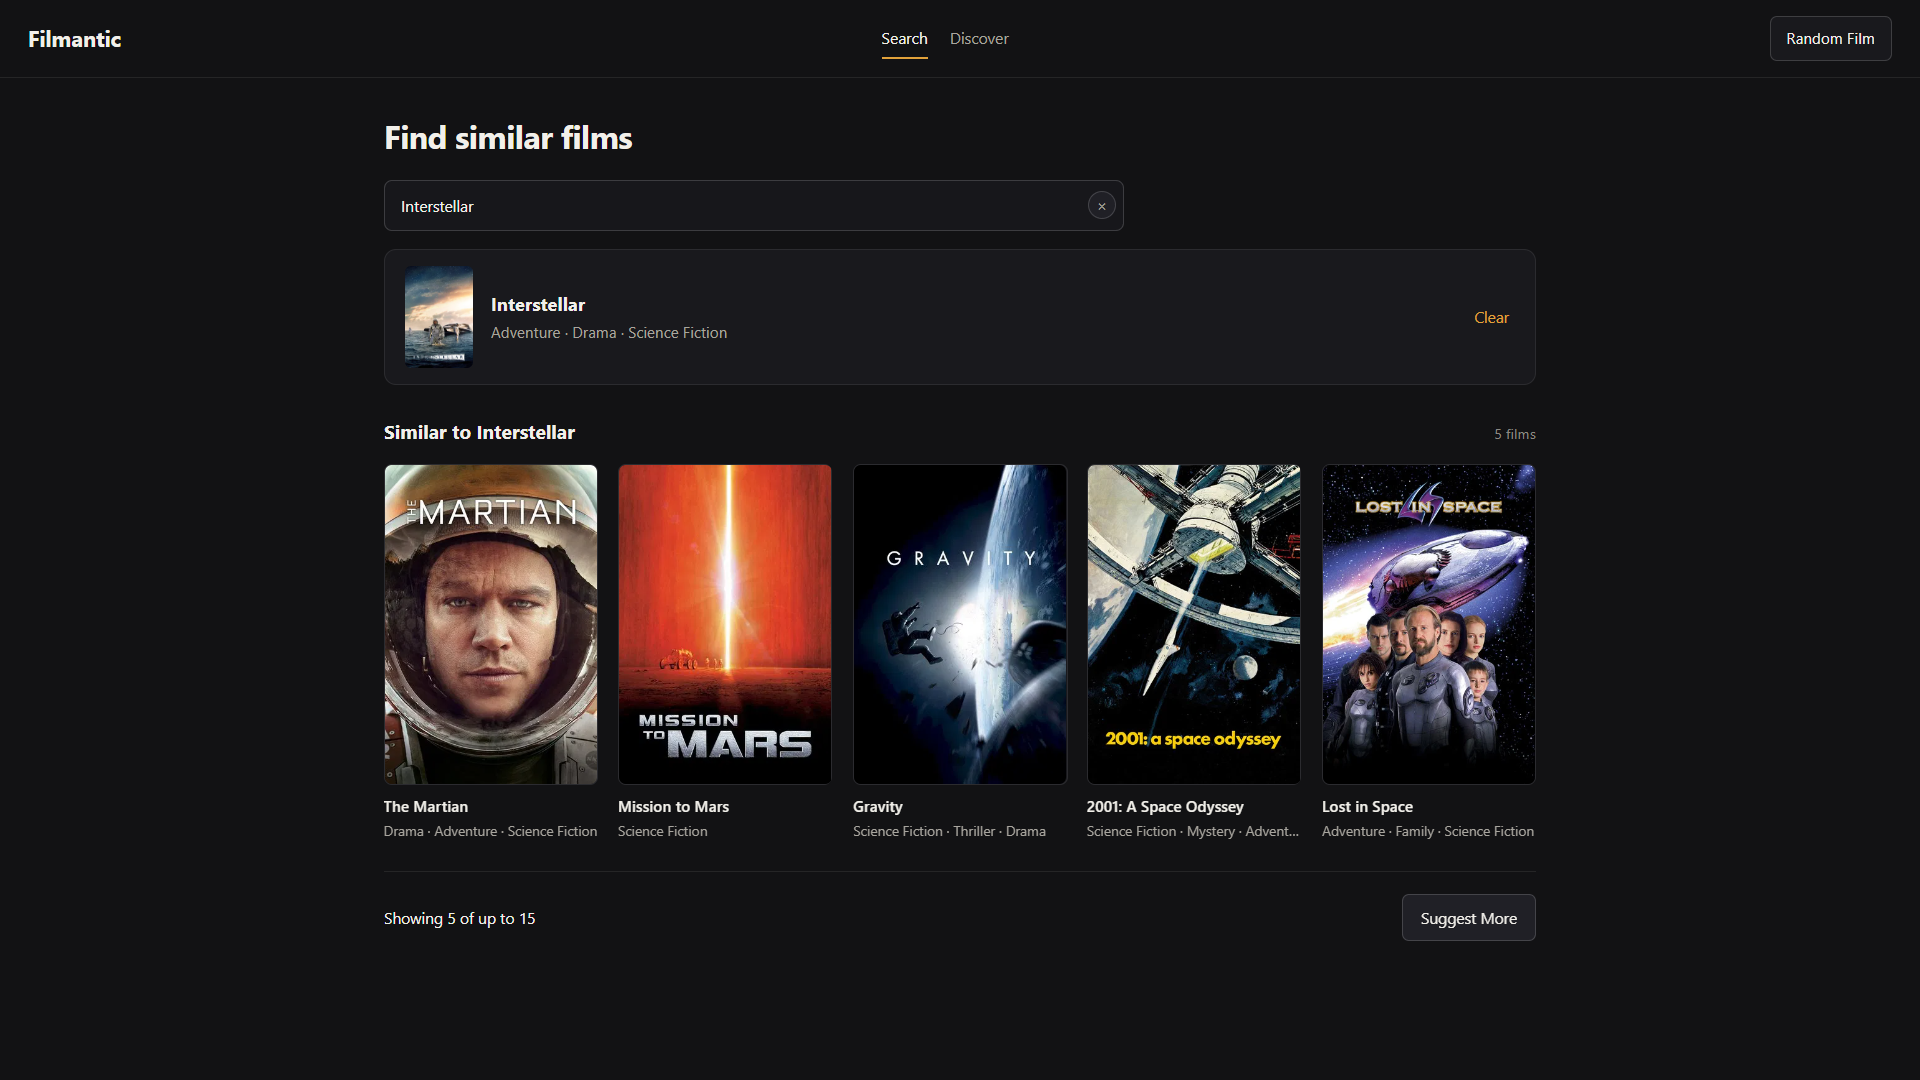 Filmantic
Search
Discover
Random Film
Find similar films
Interstellar
×
Interstellar
Adventure · Drama · Science Fiction
Clear
Similar to Interstellar
5 films
THE MARTIAN
MISSION
TO MARS
GRAVITY
2001: a space odyssey
LOST IN SPACE
The Martian
Drama · Adventure · Science Fiction
Mission to Mars
Science Fiction
Gravity
Science Fiction · Thriller · Drama
2001: A Space Odyssey
Science Fiction · Mystery · Advent...
Lost in Space
Adventure · Family · Science Fiction
Showing 5 of up to 15
Suggest More